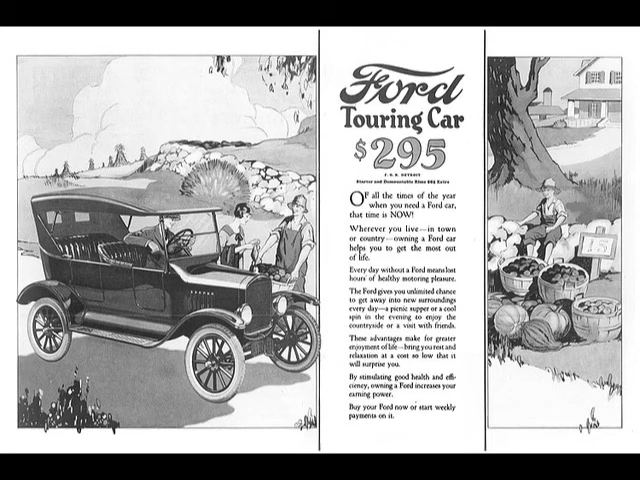 Ford
Touring Car
$295
F. O. B. DETROIT
Starter and Demountable Rims $85 Extra
OF all the times of the year
when you need a Ford car,
that time is NOW!
Wherever you live—in town
or country—owning a Ford car
helps you to get the most out
of life.
Every day without a Ford means lost
hours of healthy motoring pleasure.
The Ford gives you unlimited chance
to get away into new surroundings
every day—a picnic supper or a cool
spin in the evening to enjoy the
countryside or a visit with friends.
These advantages make for greater
enjoyment of life—bring you rest and
relaxation at a cost so low that it
will surprise you.
By stimulating good health and effi-
ciency, owning a Ford increases your
earning power.
Buy your Ford now or start weekly
payments on it.
15